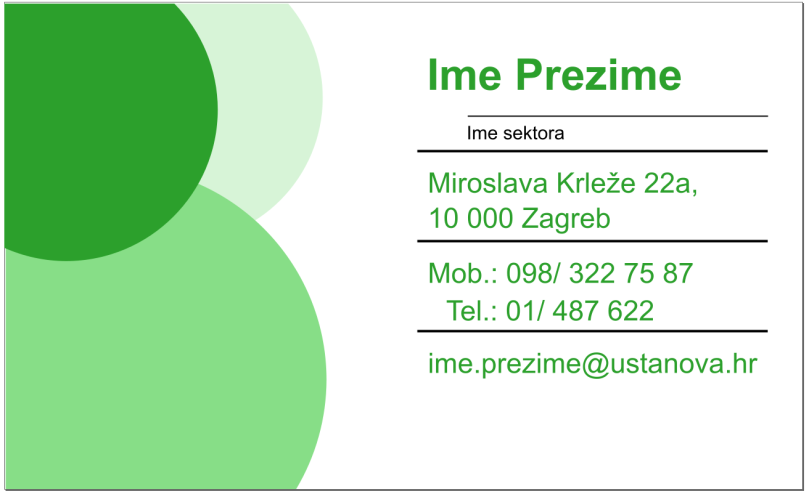 Ime Prezime
Ime sektora
Miroslava Krleže 22a,
10 000 Zagreb
Mob.: 098/ 322 75 87
Tel.: 01/ 487 622
ime.prezime@ustanova.hr